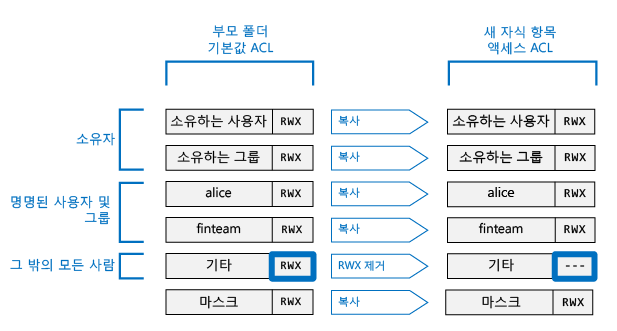 부모 폴더
기본값 ACL
새 자식 항목
액세스 ACL
소유자
소유하는 사용자 RWX 복사 소유하는 사용자 RWX
소유하는 그룹 RWX 복사 소유하는 그룹 RWX
명명된 사용자 및
그룹
alice RWX 복사 alice RWX
finteam RWX 복사 finteam RWX
그 밖의 모든 사람 기타 RWX RWX 제거 기타 ---
마스크 RWX 복사 마스크 RWX